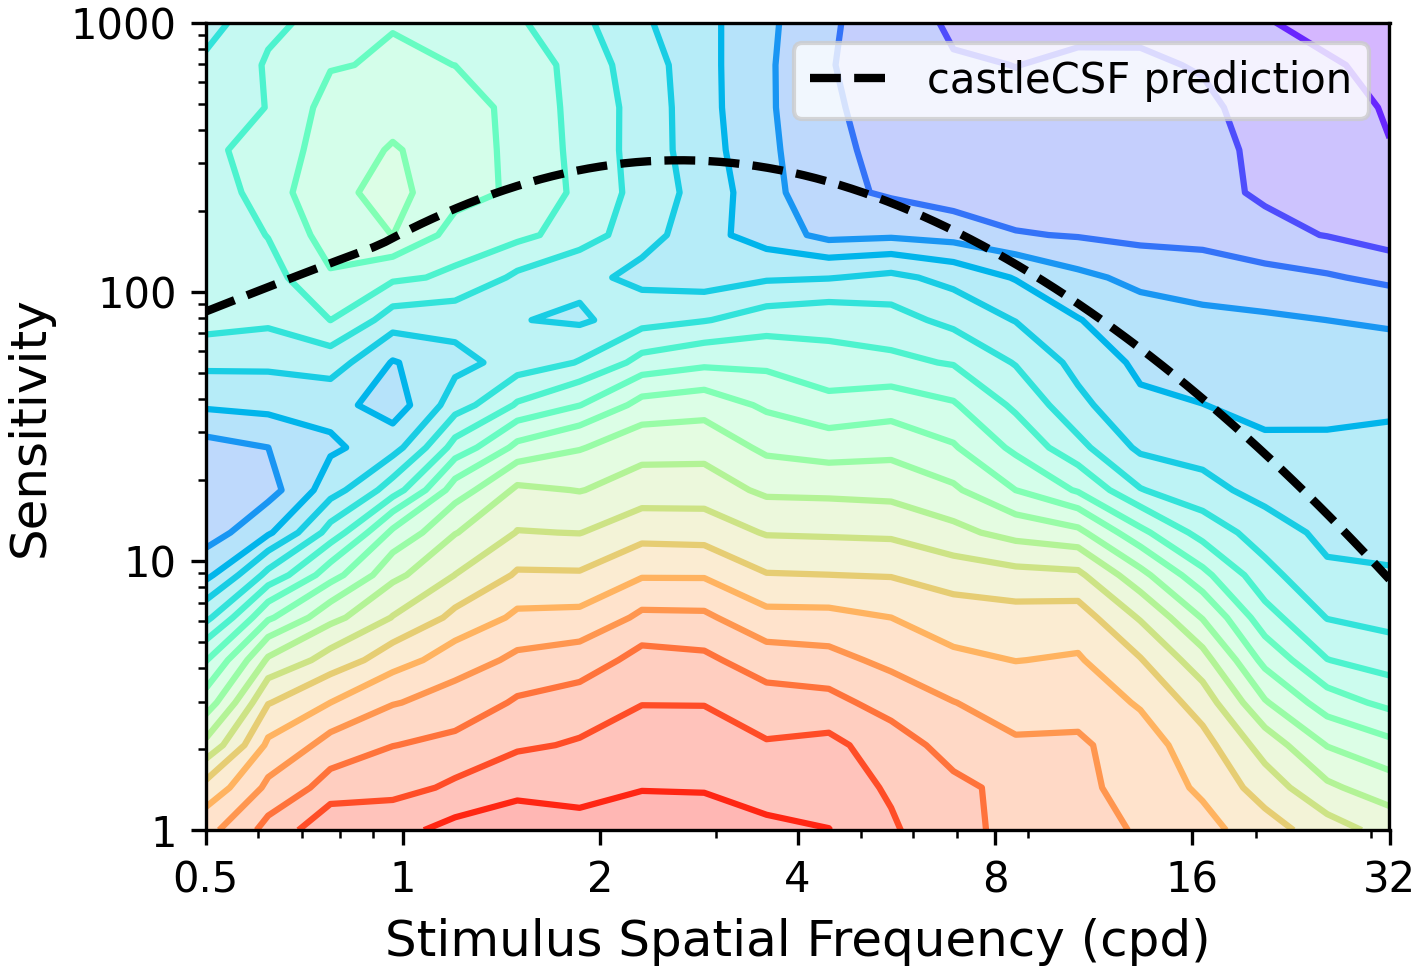 1000
castleCSF prediction
100
Sensitivity
10
1
0.5 1 2 4 8 16 32
Stimulus Spatial Frequency (cpd)